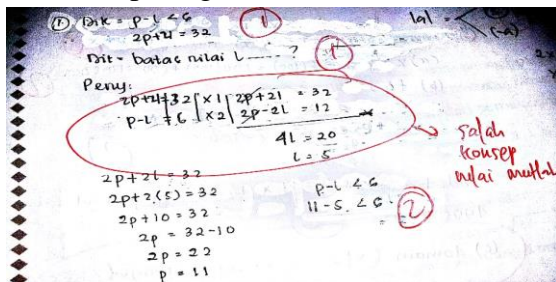 ① Dik = p-l < 6 ①
2p+2l = 32
|a| = < (-a)
Dit = batas nilai l ......? ①
Peny:
2p+2l=32 | x1 | 2p+2l = 32
p-l = 6 | x2 | 2p-2l = 12
4l = 20
l = 5
salah
konsep
nilai mutlak
2p+2l = 32
2p+2.(5) = 32
2p+10 = 32
2p = 32-10
2p = 22
p = 11
p-l < 6
11-5 < 6
②